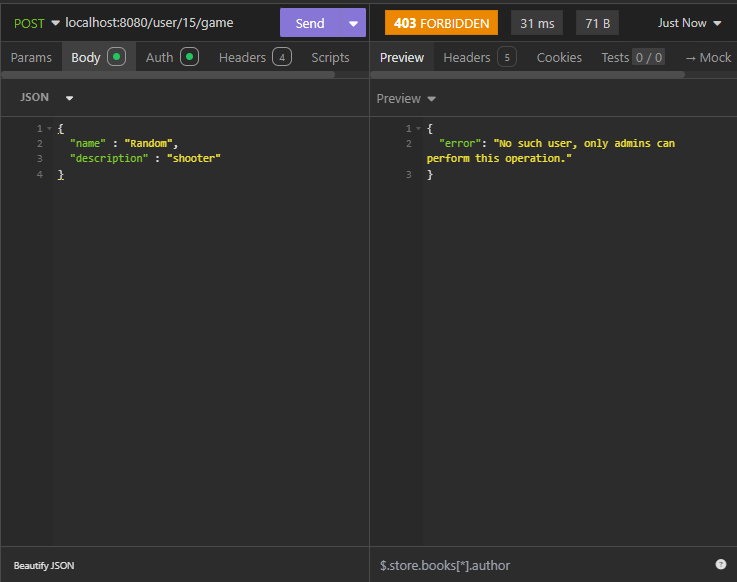 POST localhost:8080/user/15/game Send
403 FORBIDDEN 31 ms 71 B Just Now
Params Body Auth Headers 4 Scripts
Preview Headers 5 Cookies Tests 0 / 0 → Mock
JSON
Preview
1 {
2 "name" : "Random",
3 "description" : "shooter"
4 }
1 {
2 "error": "No such user, only admins can
perform this operation."
3 }
Beautify JSON
$.store.books[*].author ?